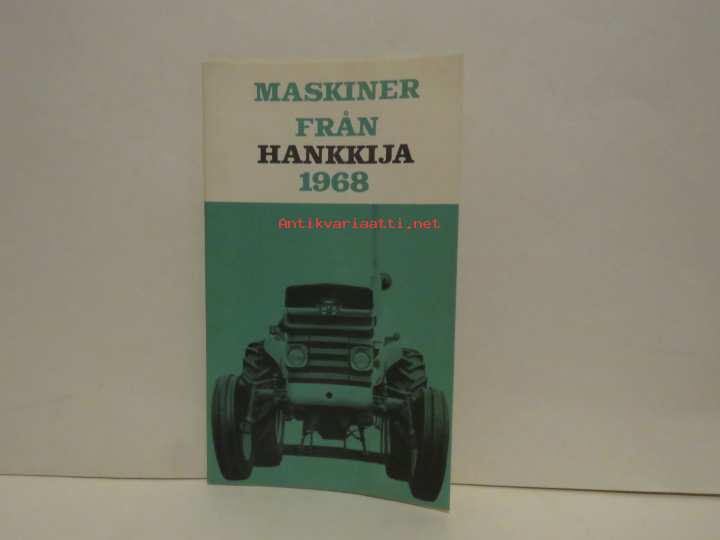 MASKINER
FRÅN
HANKKIJA
1968
Antikvariaatti.net